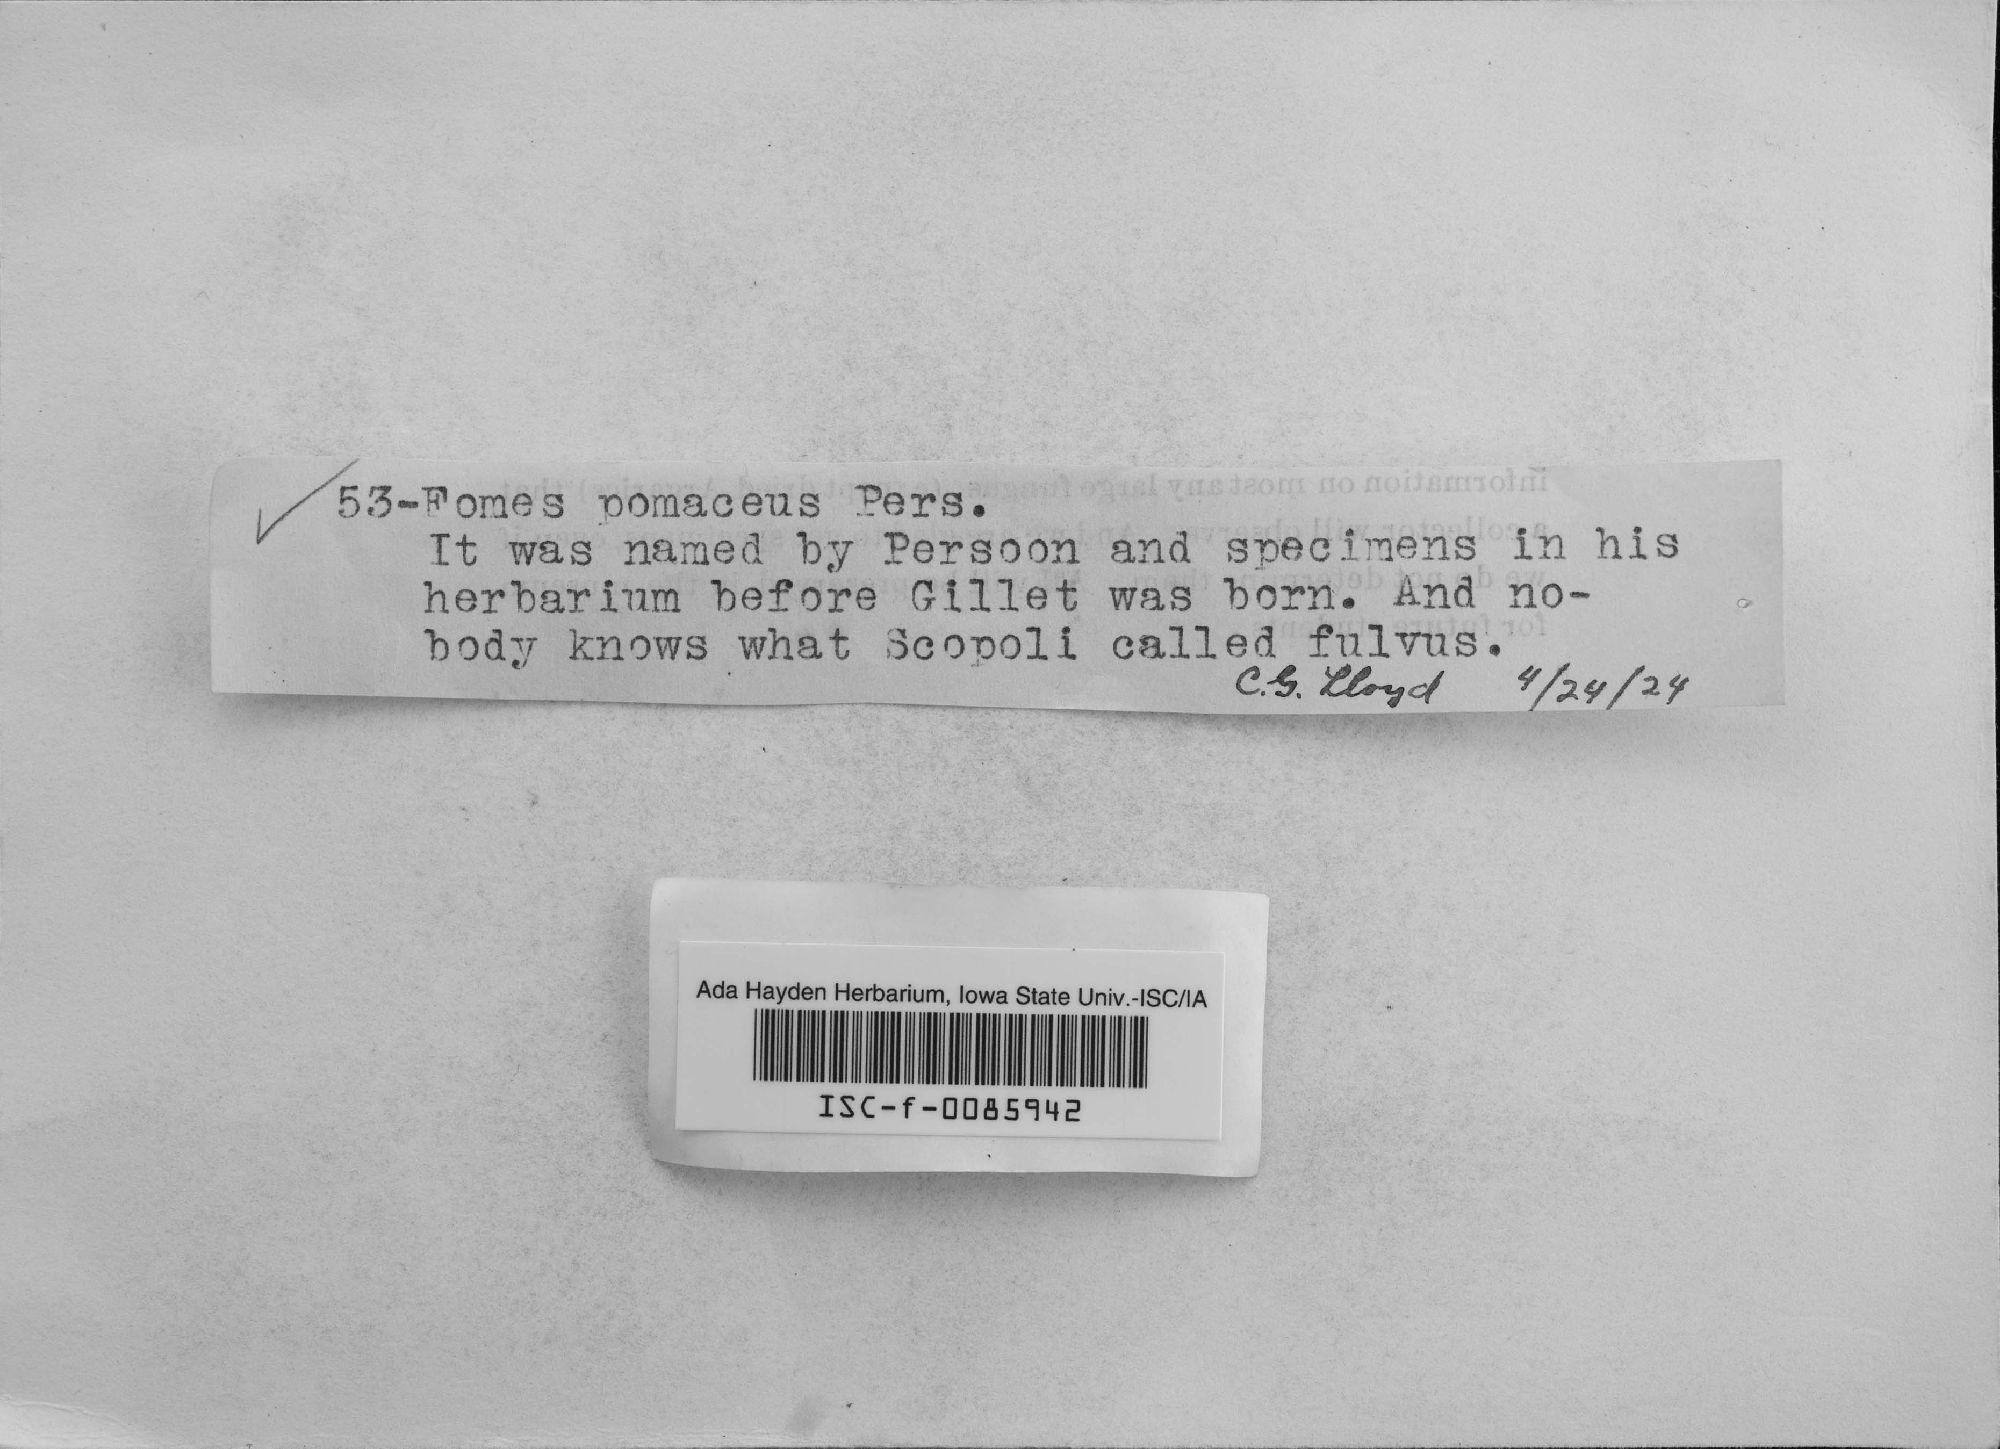 ✓ 53-Fomes pomaceus Pers.
It was named by Persoon and specimens in his
herbarium before Gillet was born. And no-
body knows what Scopoli called fulvus.
C.G. Lloyd 4/24/24
Ada Hayden Herbarium, Iowa State Univ.-ISC/IA
ISC-f-0085942